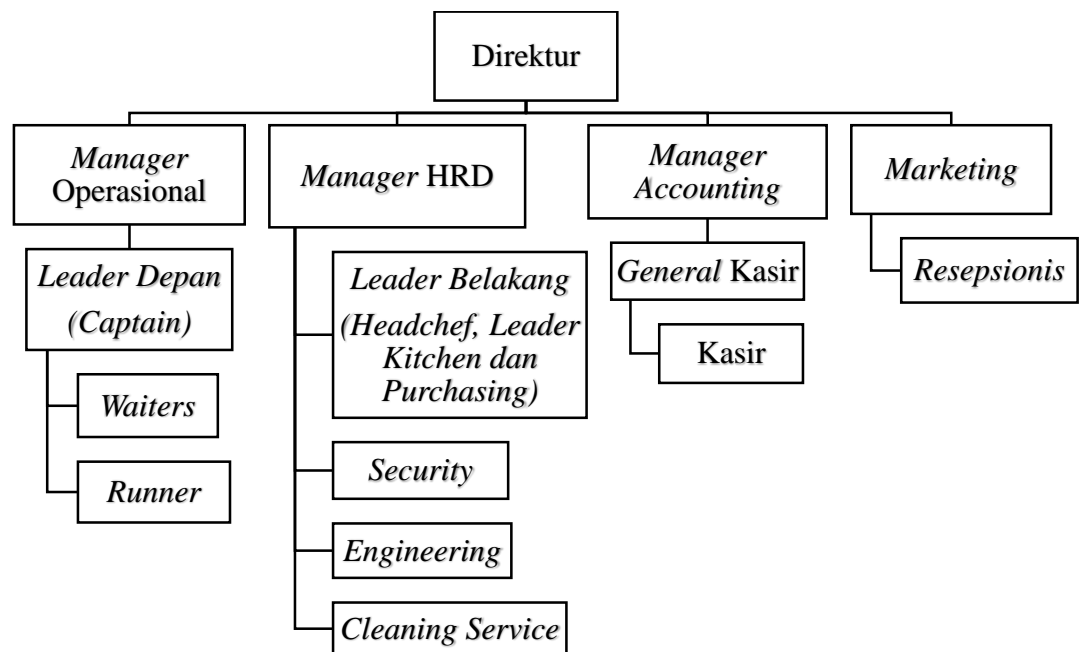 Direktur
Manager
Operasional
Manager HRD
Manager
Accounting
Marketing
Leader Depan
(Captain)
Waiters
Runner
Leader Belakang
(Headchef, Leader
Kitchen dan
Purchasing)
Security
Engineering
Cleaning Service
General Kasir
Kasir
Resepsionis